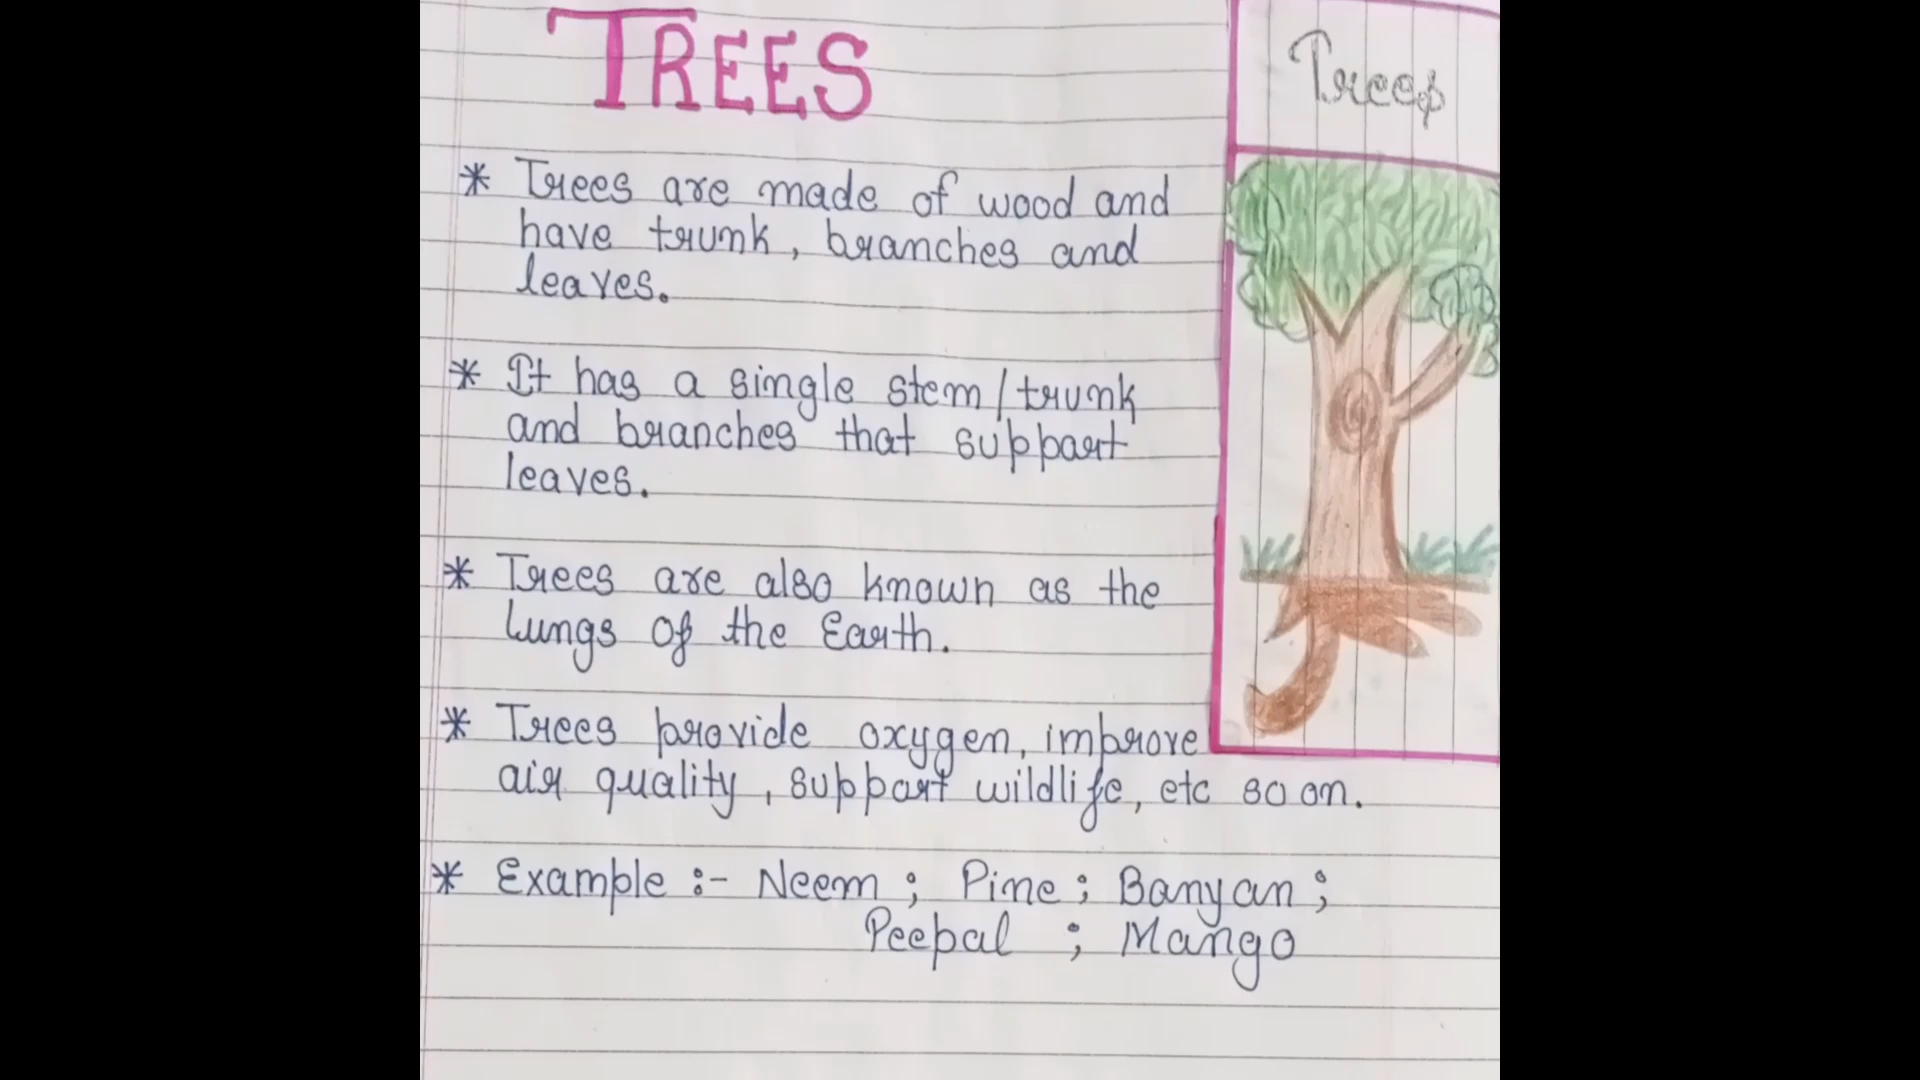 TREES
Trees
* Trees are made of wood and
have trunk, branches and
leaves.
* It has a single stem/trunk
and branches that support
leaves.
* Trees are also known as the
Lungs of the Earth.
* Trees provide oxygen, improve
air quality, support wildlife, etc so on.
* Example :- Neem ; Pine ; Banyan ;
Peepal ; Mango